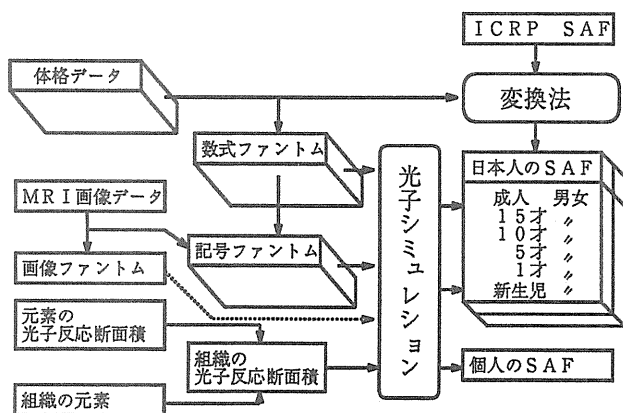 ICRP SAF
体格データ
変換法
数式ファントム
光子シミュレション
日本人のSAF
成人 男女
15才 〃
10才 〃
5才 〃
1才 〃
新生児 〃
MRI画像データ
記号ファントム
画像ファントム
元素の
光子反応断面積
組織の
光子反応断面積
個人のSAF
組織の元素